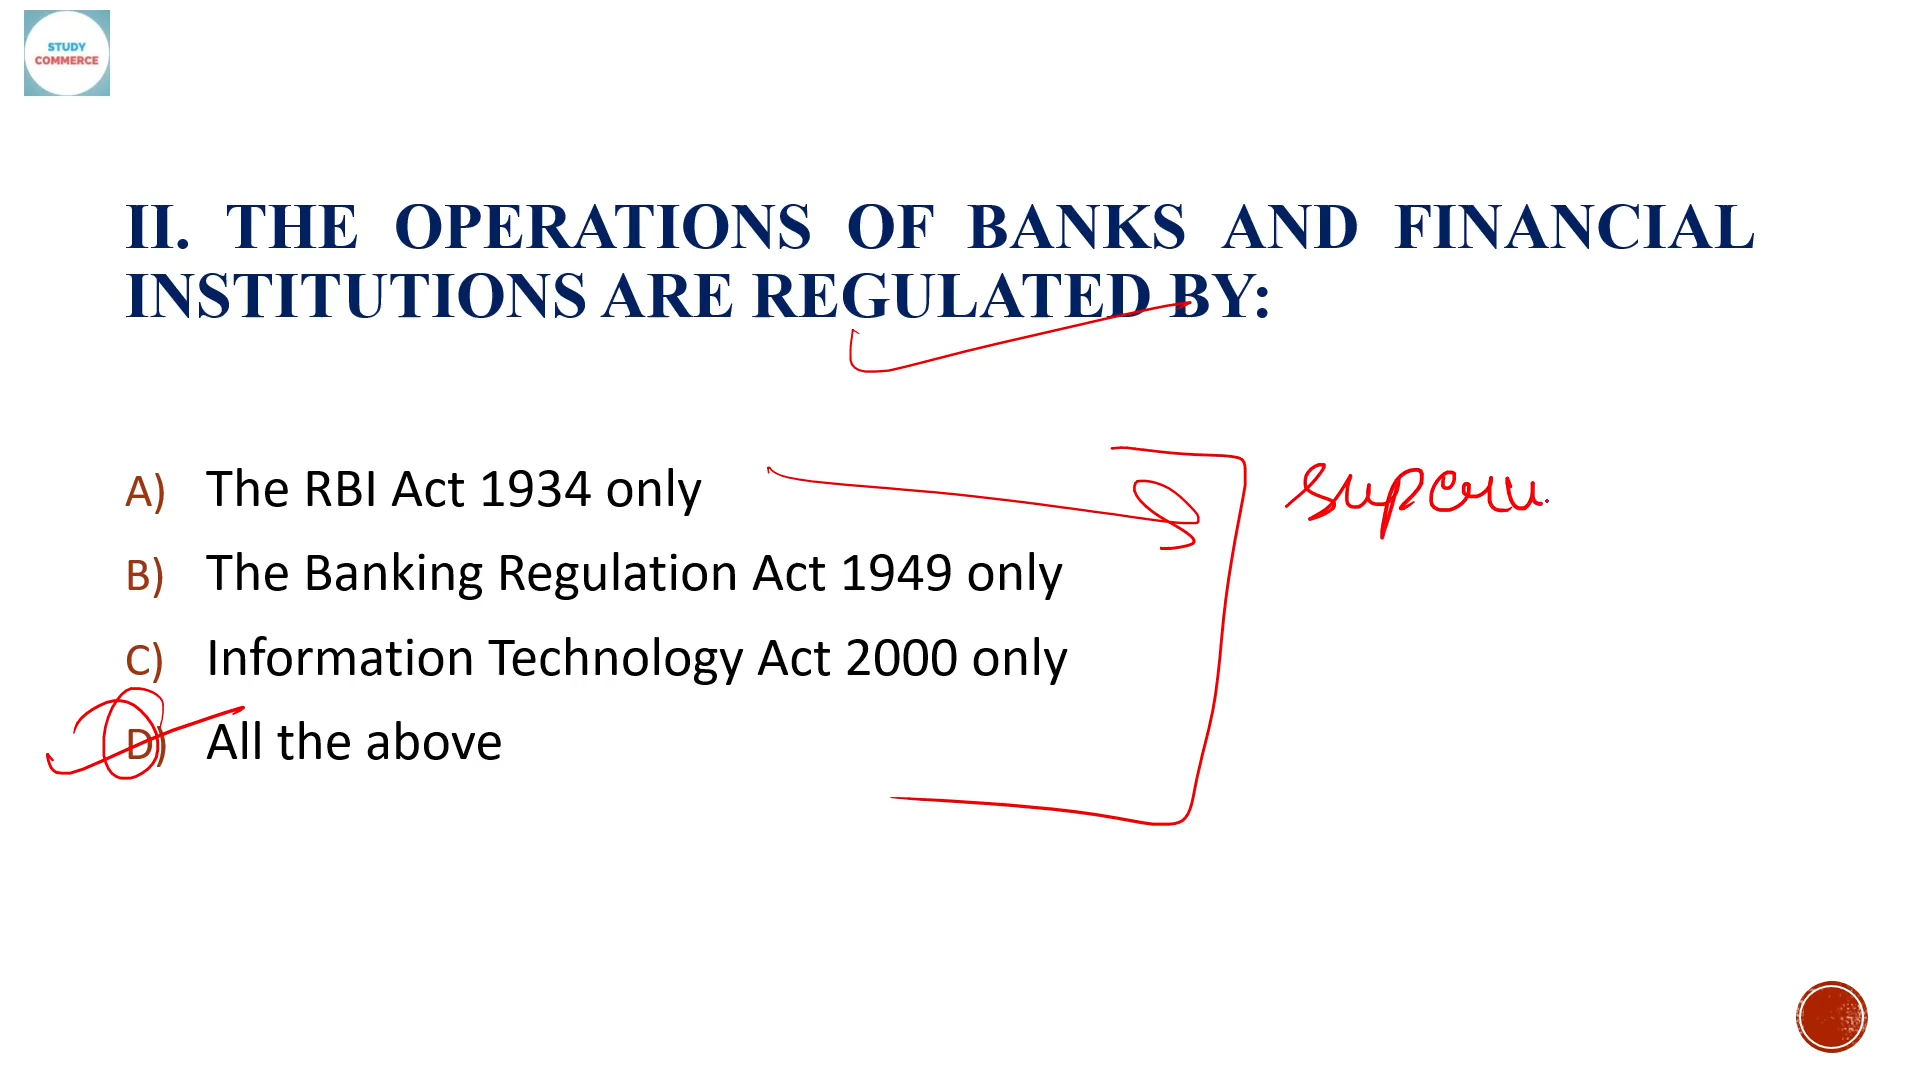 STUDY
COMMERCE
II. THE OPERATIONS OF BANKS AND FINANCIAL
INSTITUTIONS ARE REGULATED BY:
A) The RBI Act 1934 only
B) The Banking Regulation Act 1949 only
C) Information Technology Act 2000 only
D) All the above